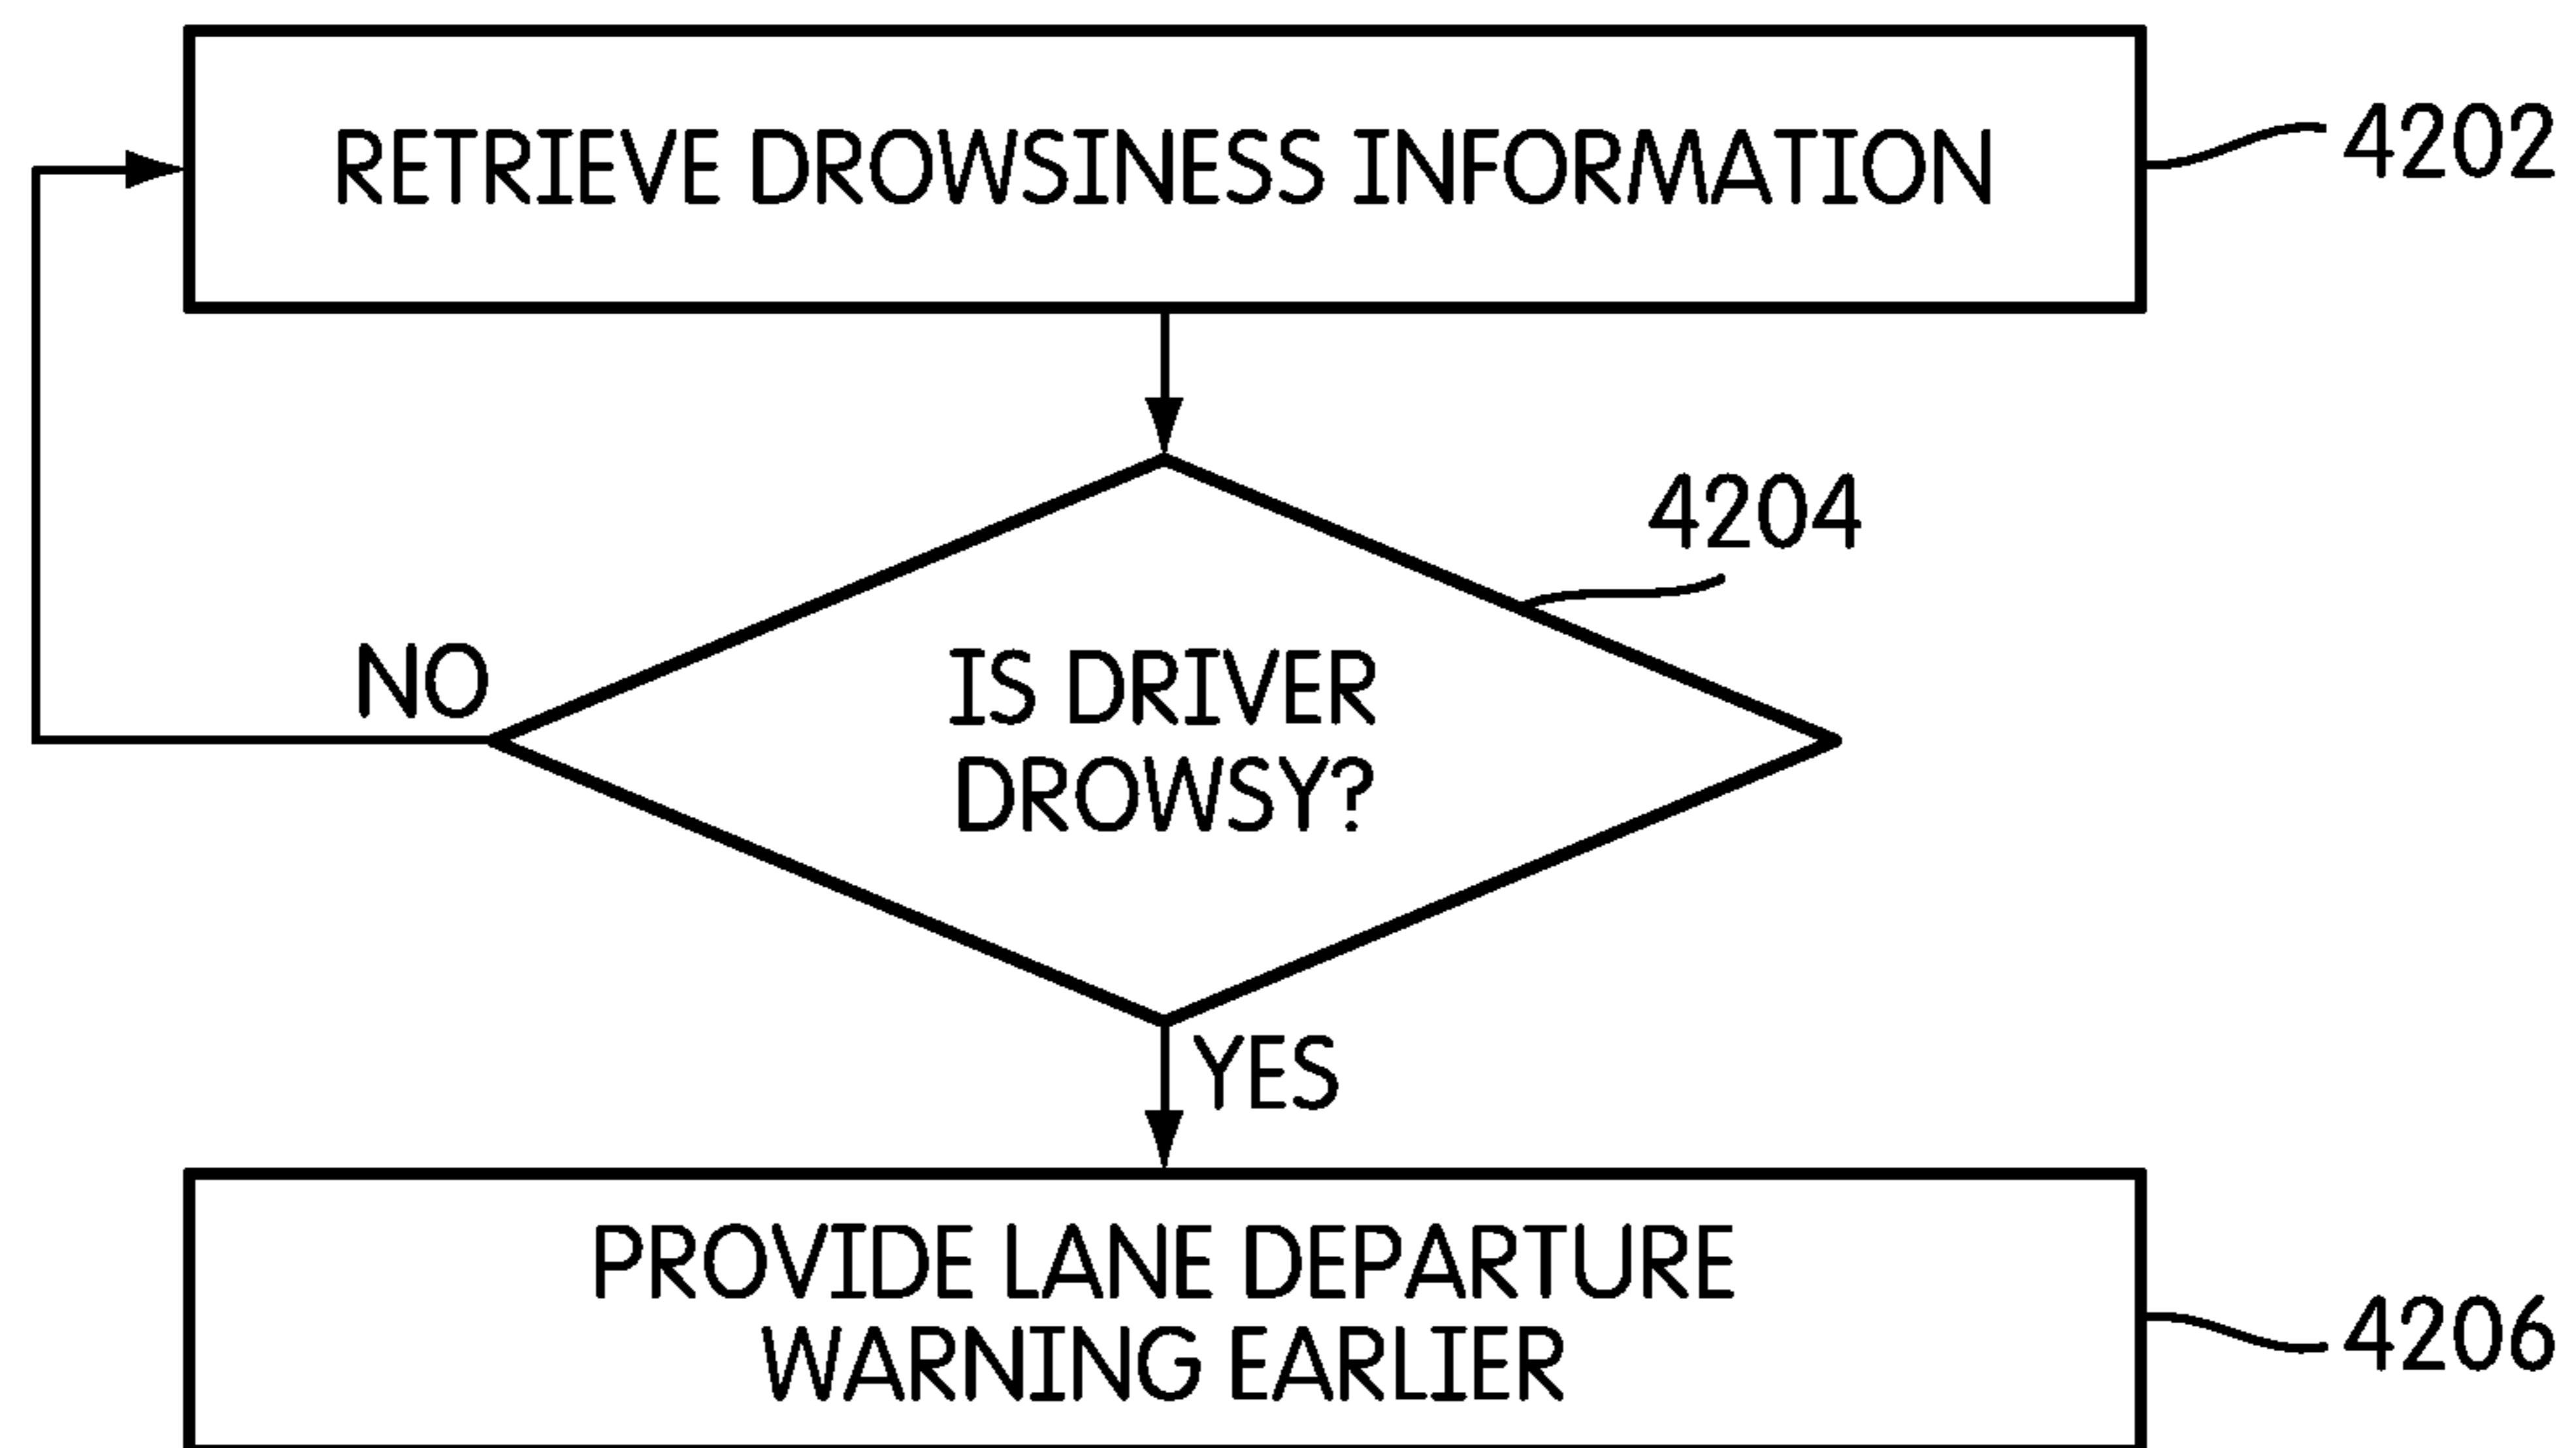 RETRIEVE DROWSINESS INFORMATION
4202
4204
IS DRIVER
DROWSY?
NO
YES
PROVIDE LANE DEPARTURE
WARNING EARLIER
4206